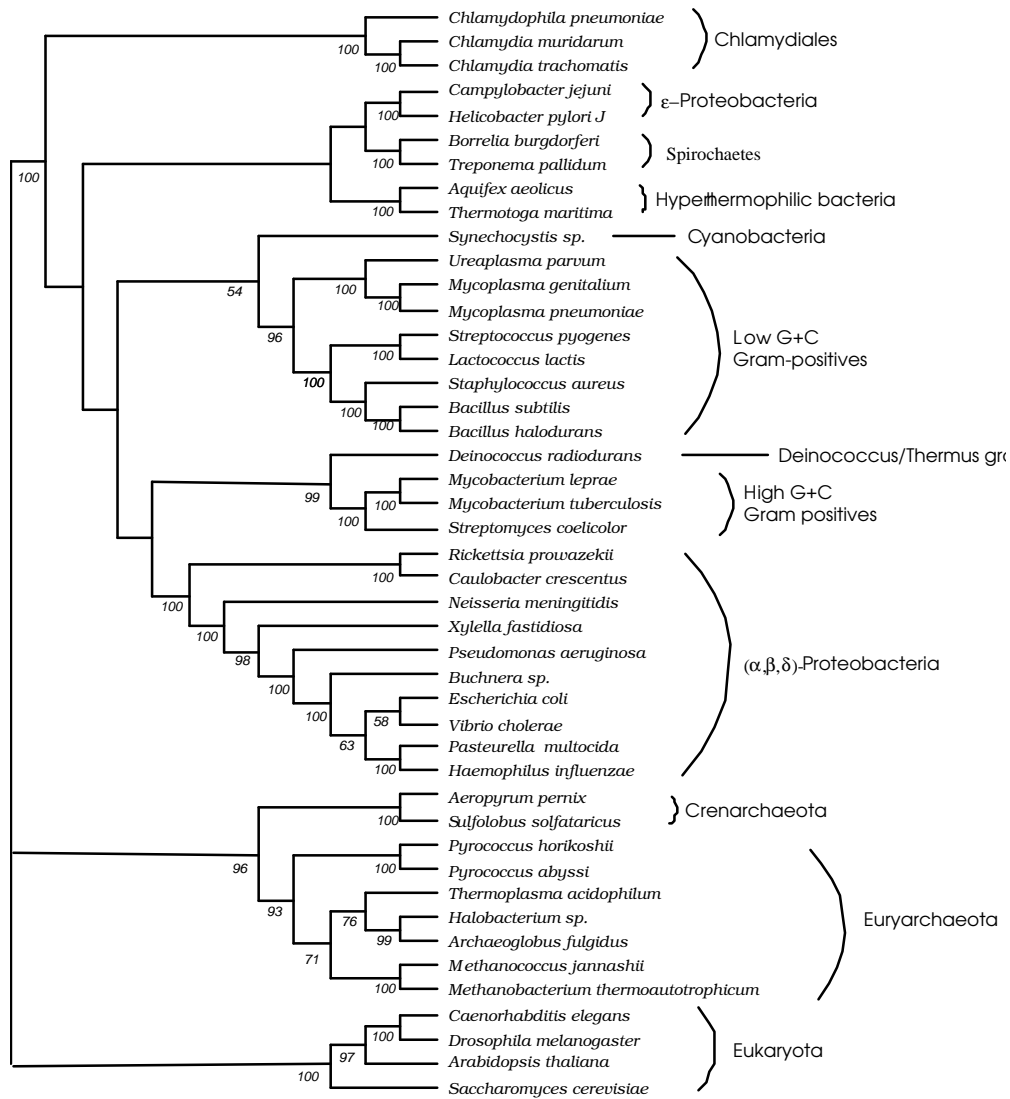 Chlamydophila pneumoniae
Chlamydia muridarum
Chlamydiales
100
100
Chlamydia trachomatis
Campylobacter jejuni
ε–Proteobacteria
100
Helicobacter pylori J
Borrelia burgdorferi
Spirochaetes
100
Treponema pallidum
100
Aquifex aeolicus
Hyperthermophilic bacteria
100
Thermotoga maritima
Synechocystis sp.
Cyanobacteria
Ureaplasma parvum
54
100
Mycoplasma genitalium
100
Mycoplasma pneumoniae
96
Streptococcus pyogenes
Low G+C
Gram-positives
100
Lactococcus lactis
100
Staphylococcus aureus
100
Bacillus subtilis
100
Bacillus halodurans
Deinococcus radiodurans
Deinococcus/Thermus gr
99
Mycobacterium leprae
High G+C
Gram positives
100
Mycobacterium tuberculosis
100
Streptomyces coelicolor
Rickettsia prowazekii
100
Caulobacter crescentus
100
Neisseria meningitidis
100
Xylella fastidiosa
98
Pseudomonas aeruginosa
(α,β,δ)-Proteobacteria
100
Buchnera sp.
100
Escherichia coli
58
Vibrio cholerae
63
Pasteurella multocida
100
Haemophilus influenzae
Aeropyrum pernix
Crenarchaeota
100
Sulfolobus solfataricus
Pyrococcus horikoshii
96
100
Pyrococcus abyssi
Thermoplasma acidophilum
93
76
Halobacterium sp.
Euryarchaeota
99
Archaeoglobus fulgidus
71
Methanococcus jannashii
100
Methanobacterium thermoautotrophicum
Caenorhabditis elegans
100
Drosophila melanogaster
Eukaryota
97
Arabidopsis thaliana
100
Saccharomyces cerevisiae